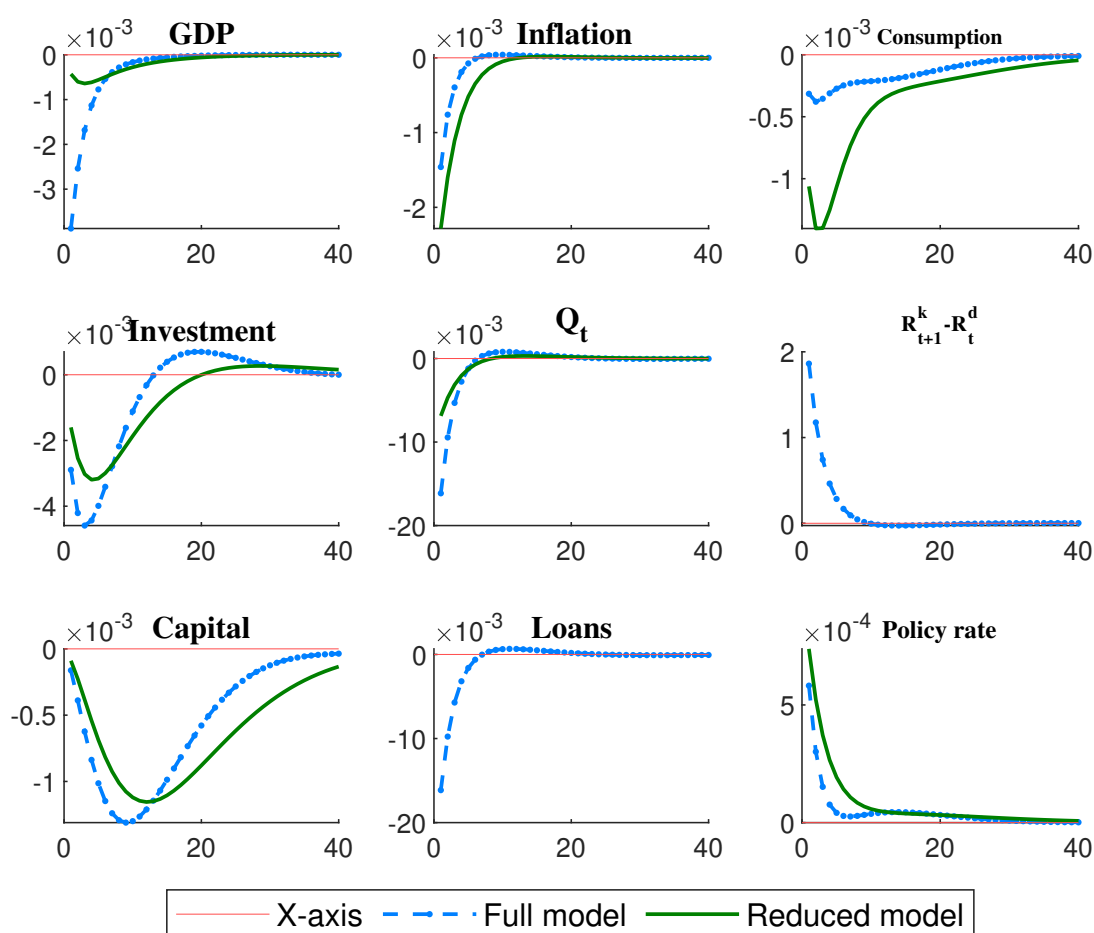 ×10^-3 GDP
0
-1
-2
-3
0 20 40
×10^-3 Inflation
0
-1
-2
0 20 40
×10^-3 Consumption
0
-0.5
-1
0 20 40
×10^-3 Investment
0
-2
-4
0 20 40
×10^-3 Q_t
0
-10
-20
0 20 40
R^k_{t+1}-R^d_t
2
1
0
0 20 40
×10^-3 Capital
0
-0.5
-1
0 20 40
×10^-3 Loans
0
-10
-20
0 20 40
×10^-4 Policy rate
5
0
0 20 40
X-axis Full model Reduced model